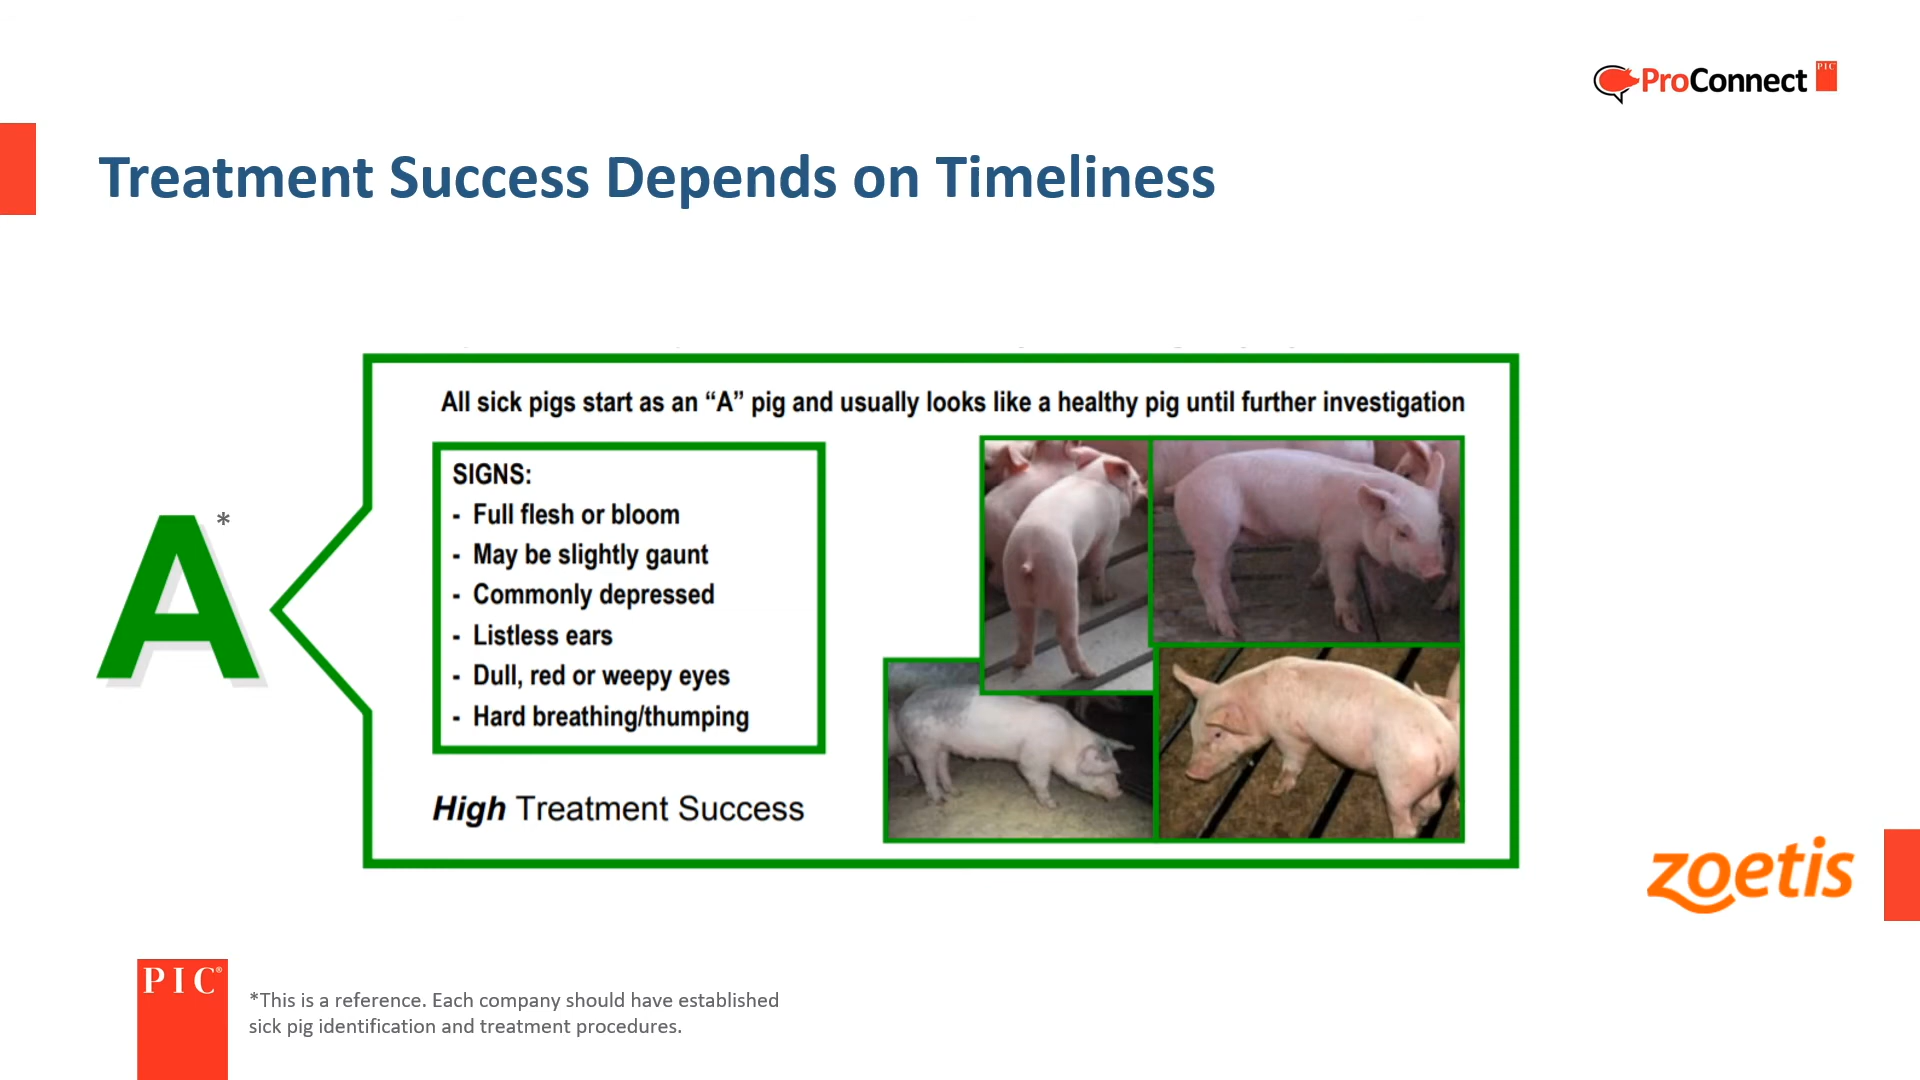 ProConnect PIC
Treatment Success Depends on Timeliness
All sick pigs start as an “A” pig and usually looks like a healthy pig until further investigation
A*
SIGNS:
- Full flesh or bloom
- May be slightly gaunt
- Commonly depressed
- Listless ears
- Dull, red or weepy eyes
- Hard breathing/thumping
High Treatment Success
zoetis
PIC®
*This is a reference. Each company should have established
sick pig identification and treatment procedures.